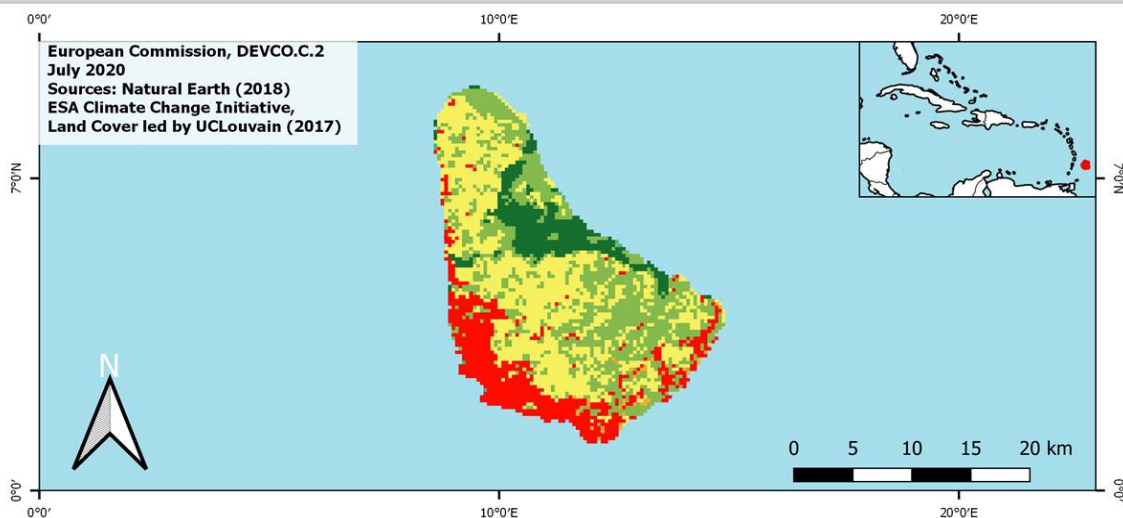 0°0′ 10°0′E 20°0′E
European Commission, DEVCO.C.2
July 2020
Sources: Natural Earth (2018)
ESA Climate Change Initiative,
Land Cover led by UCLouvain (2017)
7°0′N 7°0′N
N
0 5 10 15 20 km
0°0′ 0°0′
0°0′ 10°0′E 20°0′E